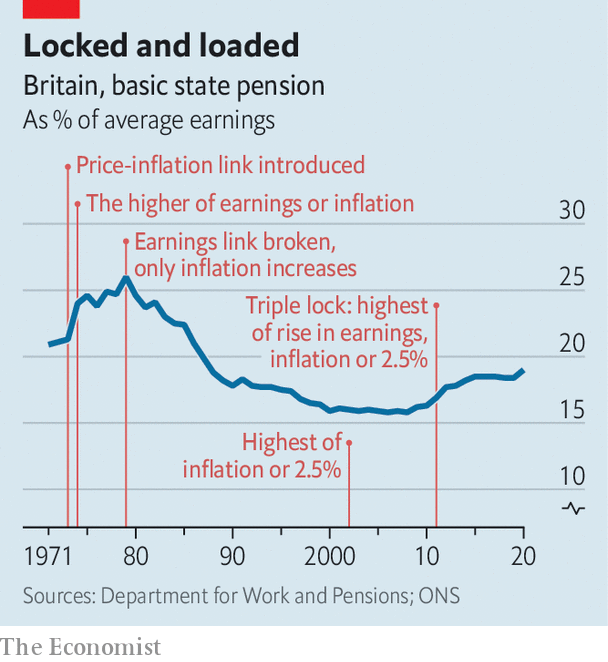 Locked and loaded
Britain, basic state pension
As % of average earnings
Price-inflation link introduced
The higher of earnings or inflation
30
Earnings link broken,
only inflation increases
25
Triple lock: highest
of rise in earnings,
inflation or 2.5%
20
15
Highest of
inflation or 2.5%
10
1971 80 90 2000 10 20
Sources: Department for Work and Pensions; ONS
The Economist